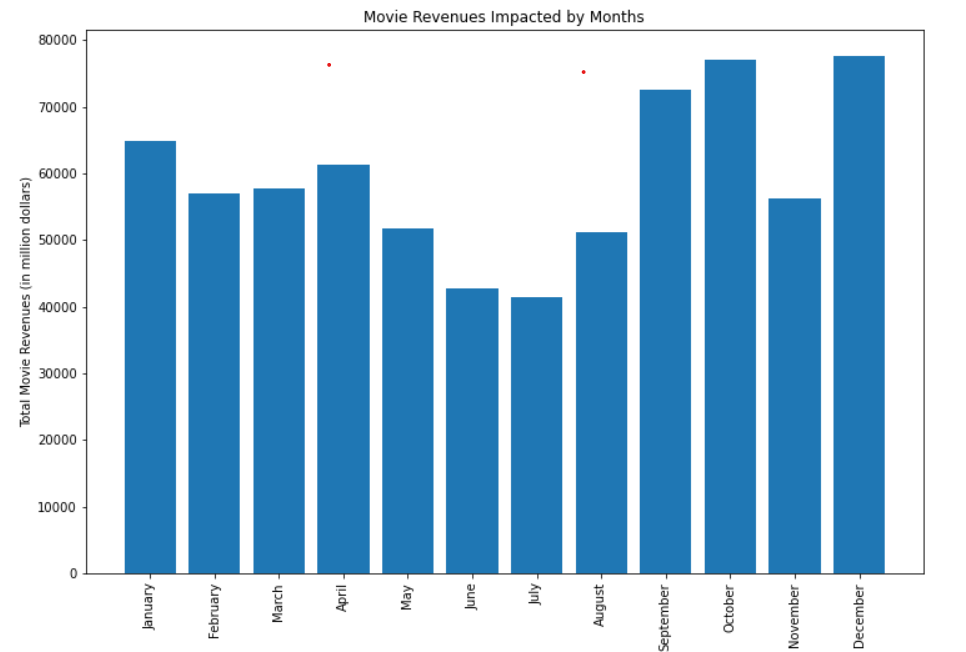 Movie Revenues Impacted by Months
Total Movie Revenues (in million dollars)
80000
70000
60000
50000
40000
30000
20000
10000
0
January
February
March
April
May
June
July
August
September
October
November
December